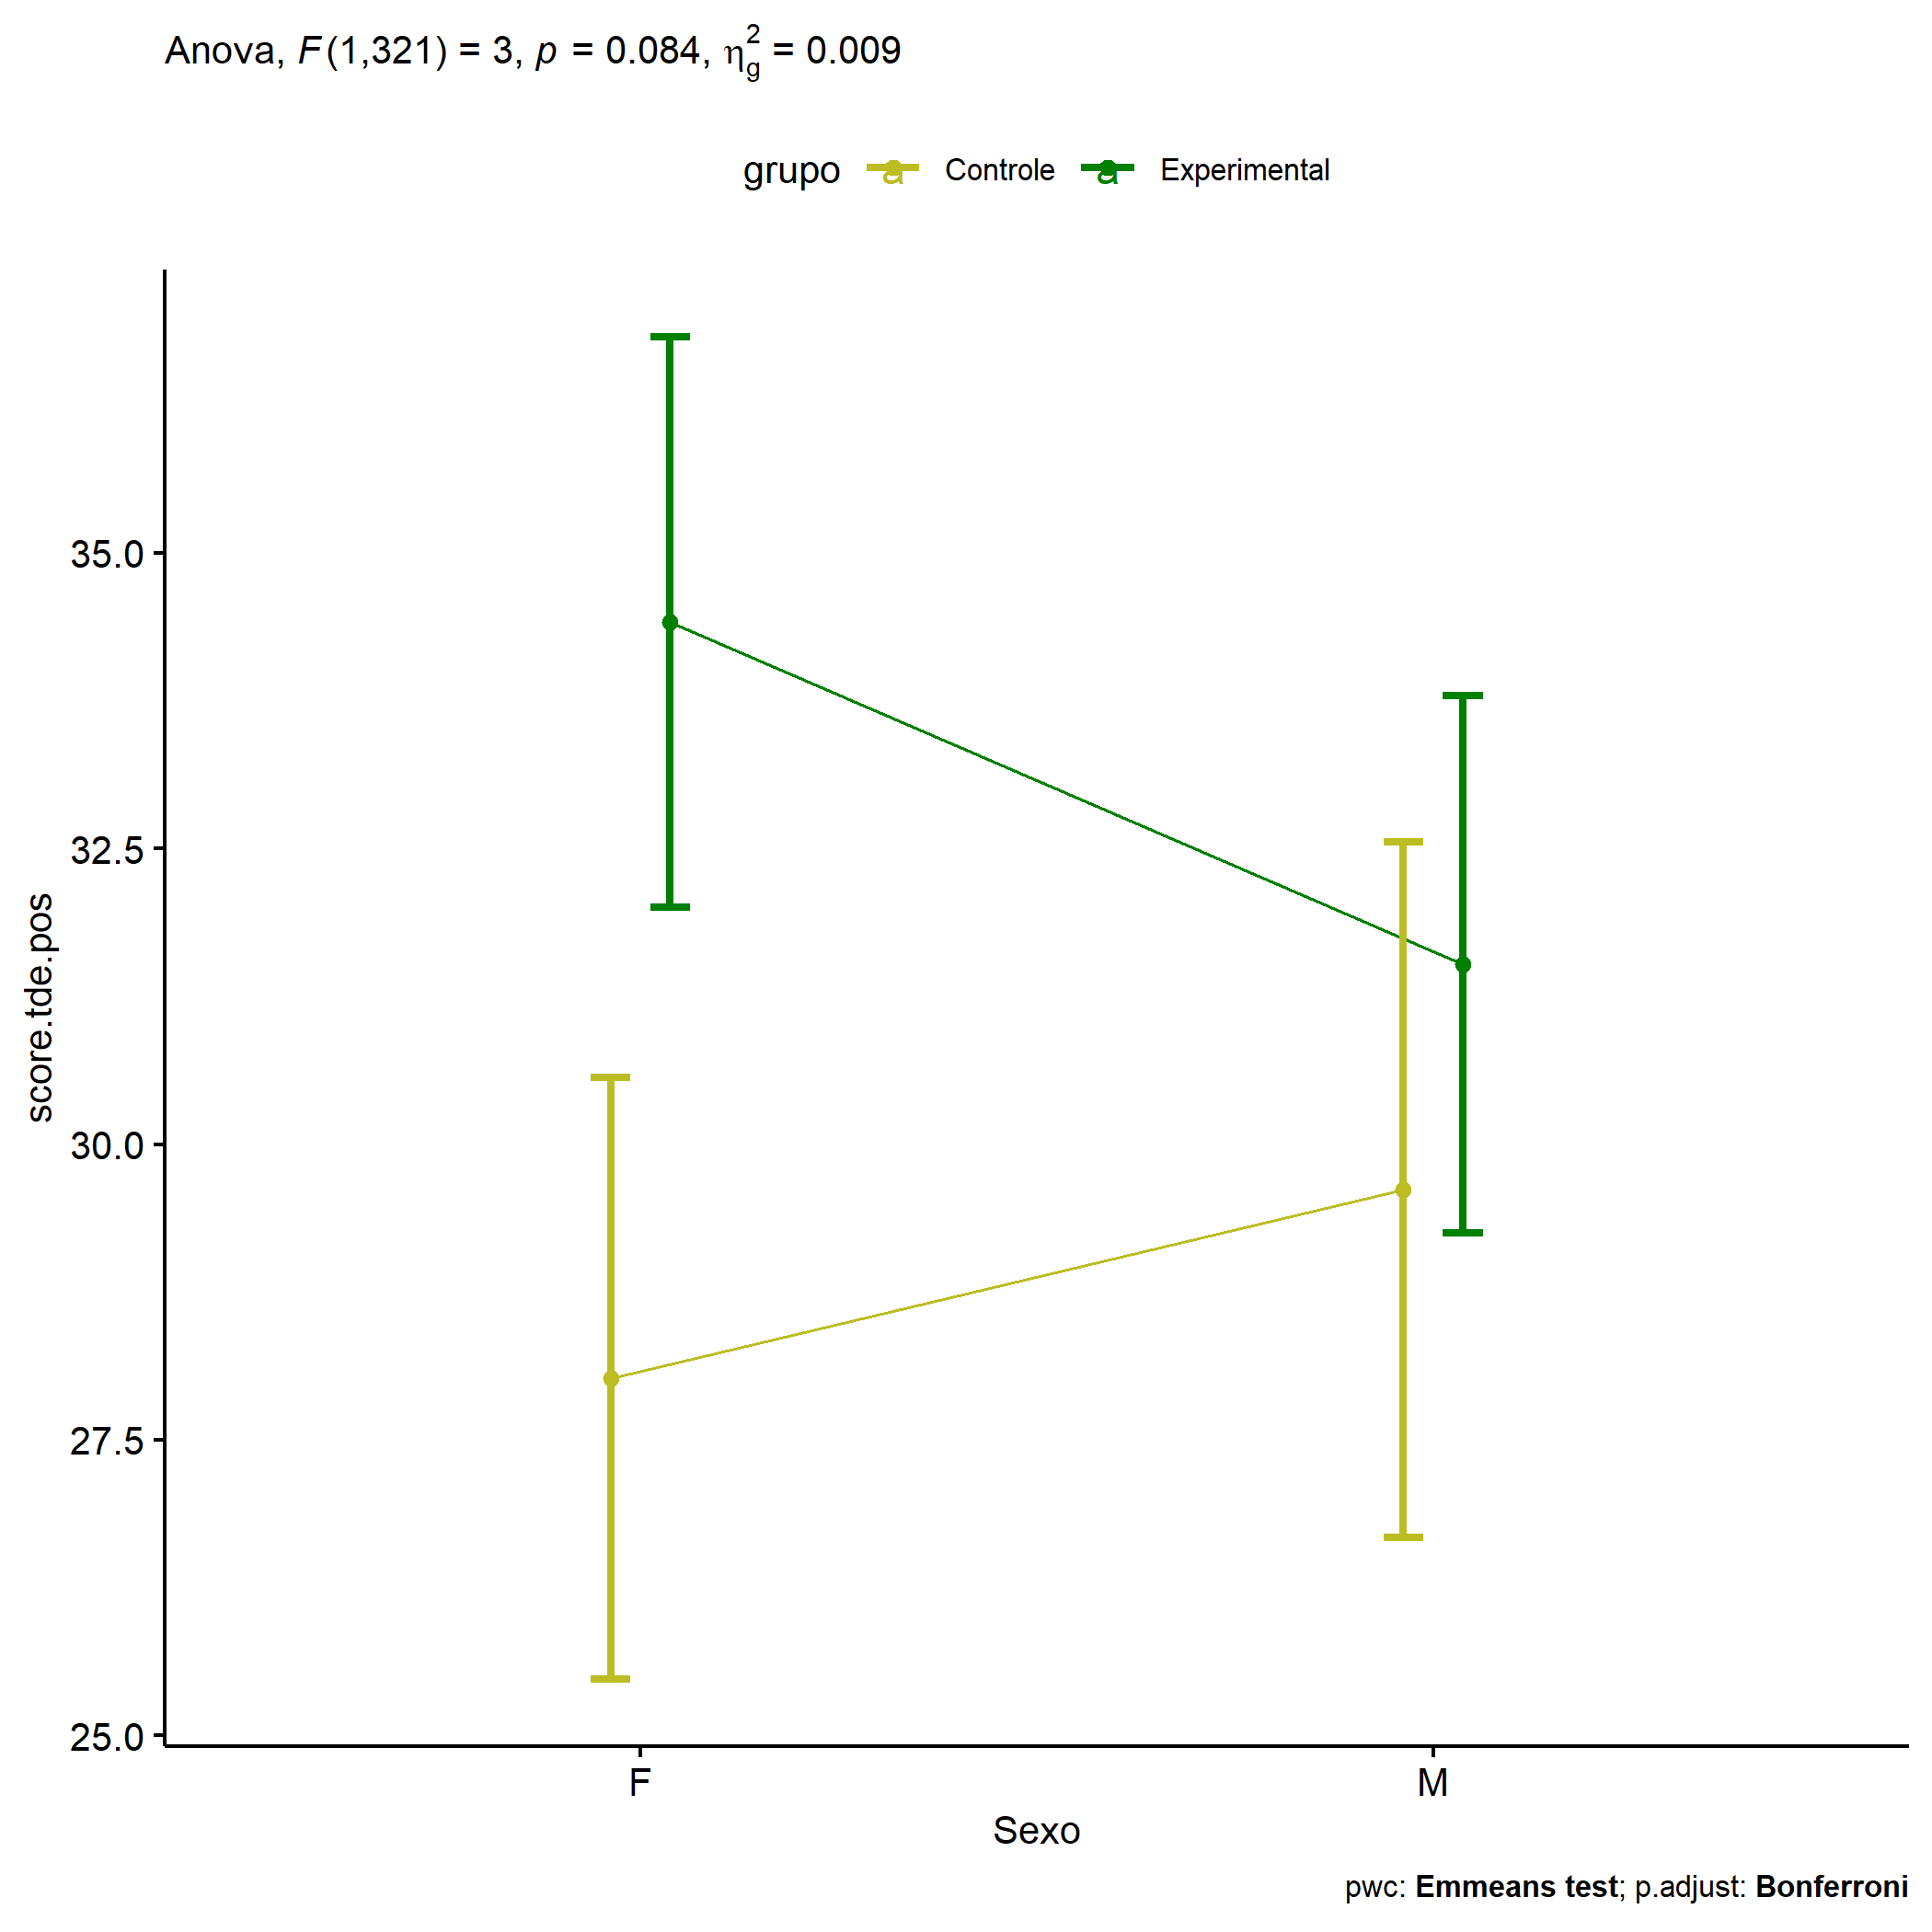 Anova, F(1,321) = 3, p = 0.084, η²g = 0.009
grupo a Controle a Experimental
35.0
32.5
30.0
27.5
25.0
score.tde.pos
F M
Sexo
pwc: Emmeans test; p.adjust: Bonferroni